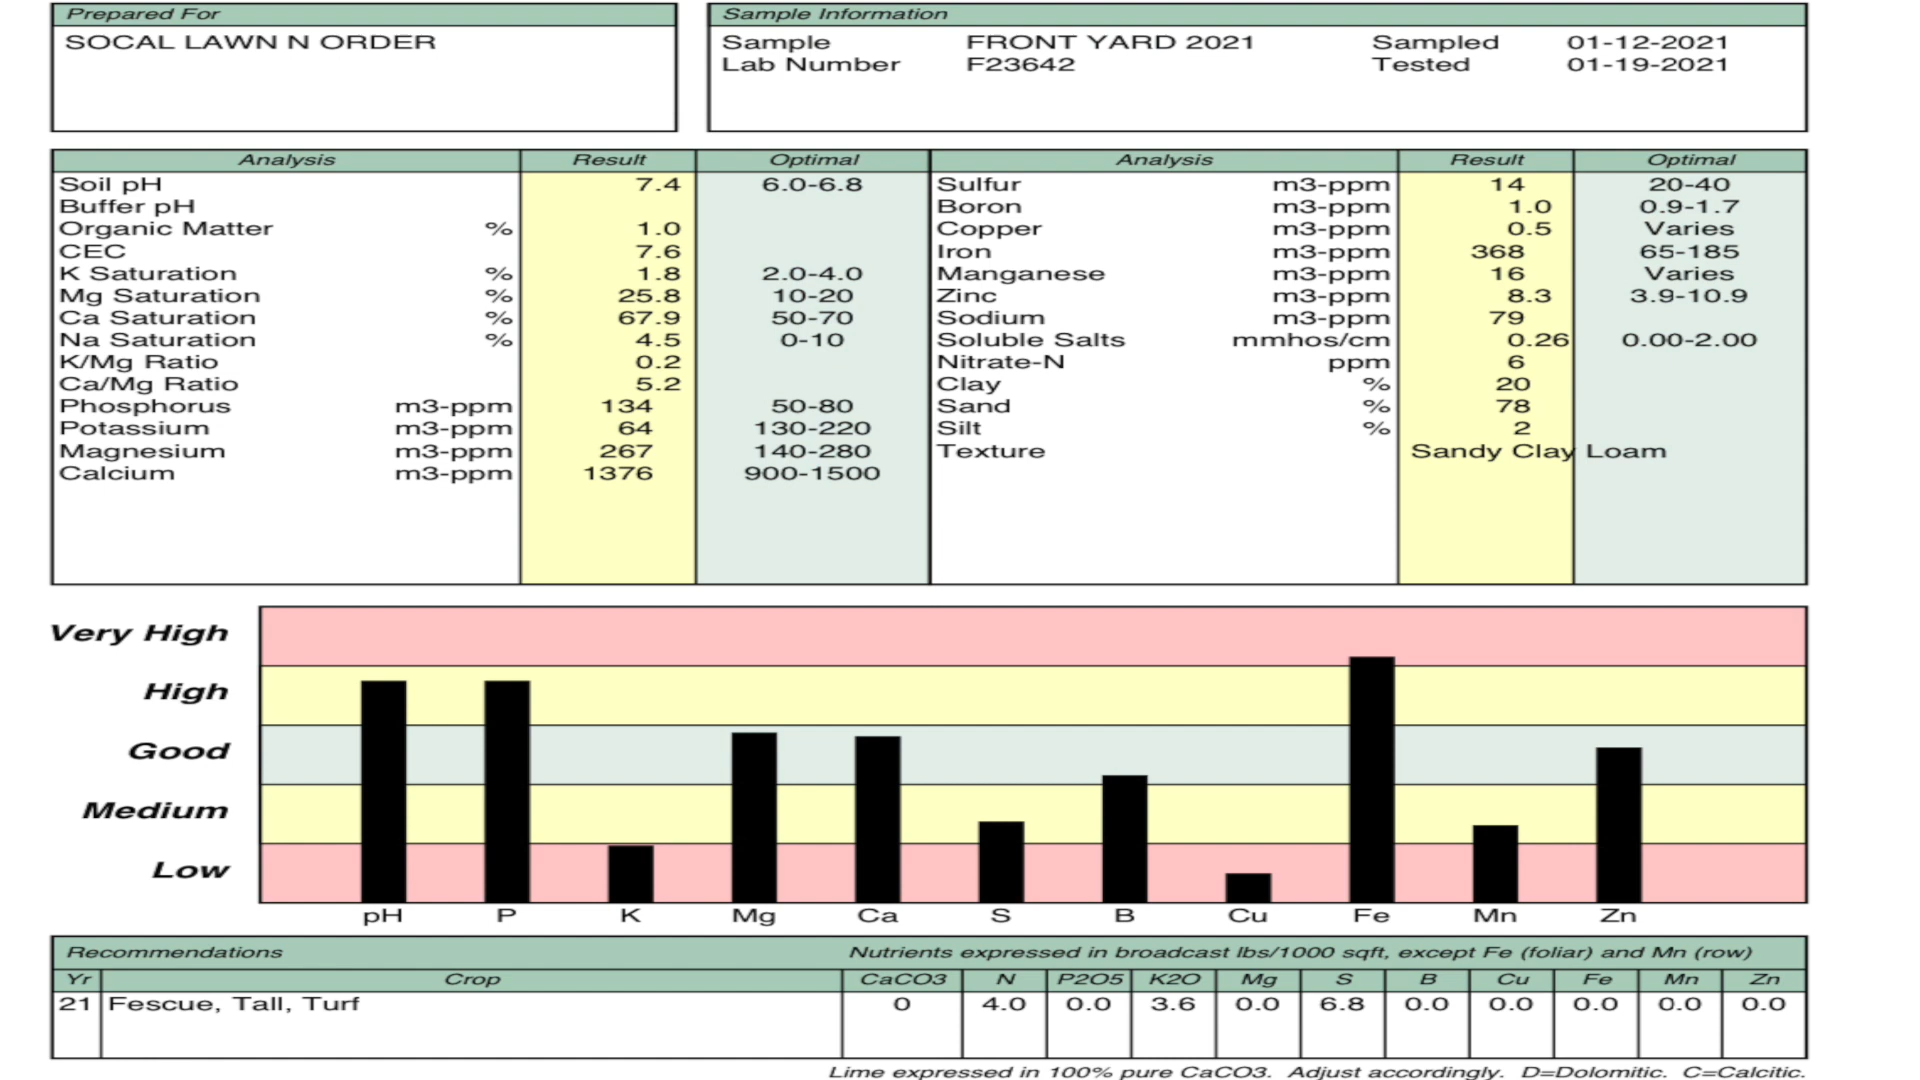 Prepared For
SOCAL LAWN N ORDER
Sample Information
Sample FRONT YARD 2021 Sampled 01-12-2021
Lab Number F23642 Tested 01-19-2021
Analysis Result Optimal
Soil pH 7.4 6.0-6.8
Buffer pH
Organic Matter % 1.0
CEC 7.6
K Saturation % 1.8 2.0-4.0
Mg Saturation % 25.8 10-20
Ca Saturation % 67.9 50-70
Na Saturation % 4.5 0-10
K/Mg Ratio 0.2
Ca/Mg Ratio 5.2
Phosphorus m3-ppm 134 50-80
Potassium m3-ppm 64 130-220
Magnesium m3-ppm 267 140-280
Calcium m3-ppm 1376 900-1500
Analysis Result Optimal
Sulfur m3-ppm 14 20-40
Boron m3-ppm 1.0 0.9-1.7
Copper m3-ppm 0.5 Varies
Iron m3-ppm 368 65-185
Manganese m3-ppm 16 Varies
Zinc m3-ppm 8.3 3.9-10.9
Sodium m3-ppm 79
Soluble Salts mmhos/cm 0.26 0.00-2.00
Nitrate-N ppm 6
Clay % 20
Sand % 78
Silt % 2
Texture Sandy Clay Loam
Very High
High
Good
Medium
Low
pH P K Mg Ca S B Cu Fe Mn Zn
Recommendations Nutrients expressed in broadcast lbs/1000 sqft, except Fe (foliar) and Mn (row)
Yr Crop CaCO3 N P2O5 K2O Mg S B Cu Fe Mn Zn
21 Fescue, Tall, Turf 0 4.0 0.0 3.6 0.0 6.8 0.0 0.0 0.0 0.0 0.0
Lime expressed in 100% pure CaCO3. Adjust accordingly. D=Dolomitic. C=Calcitic.